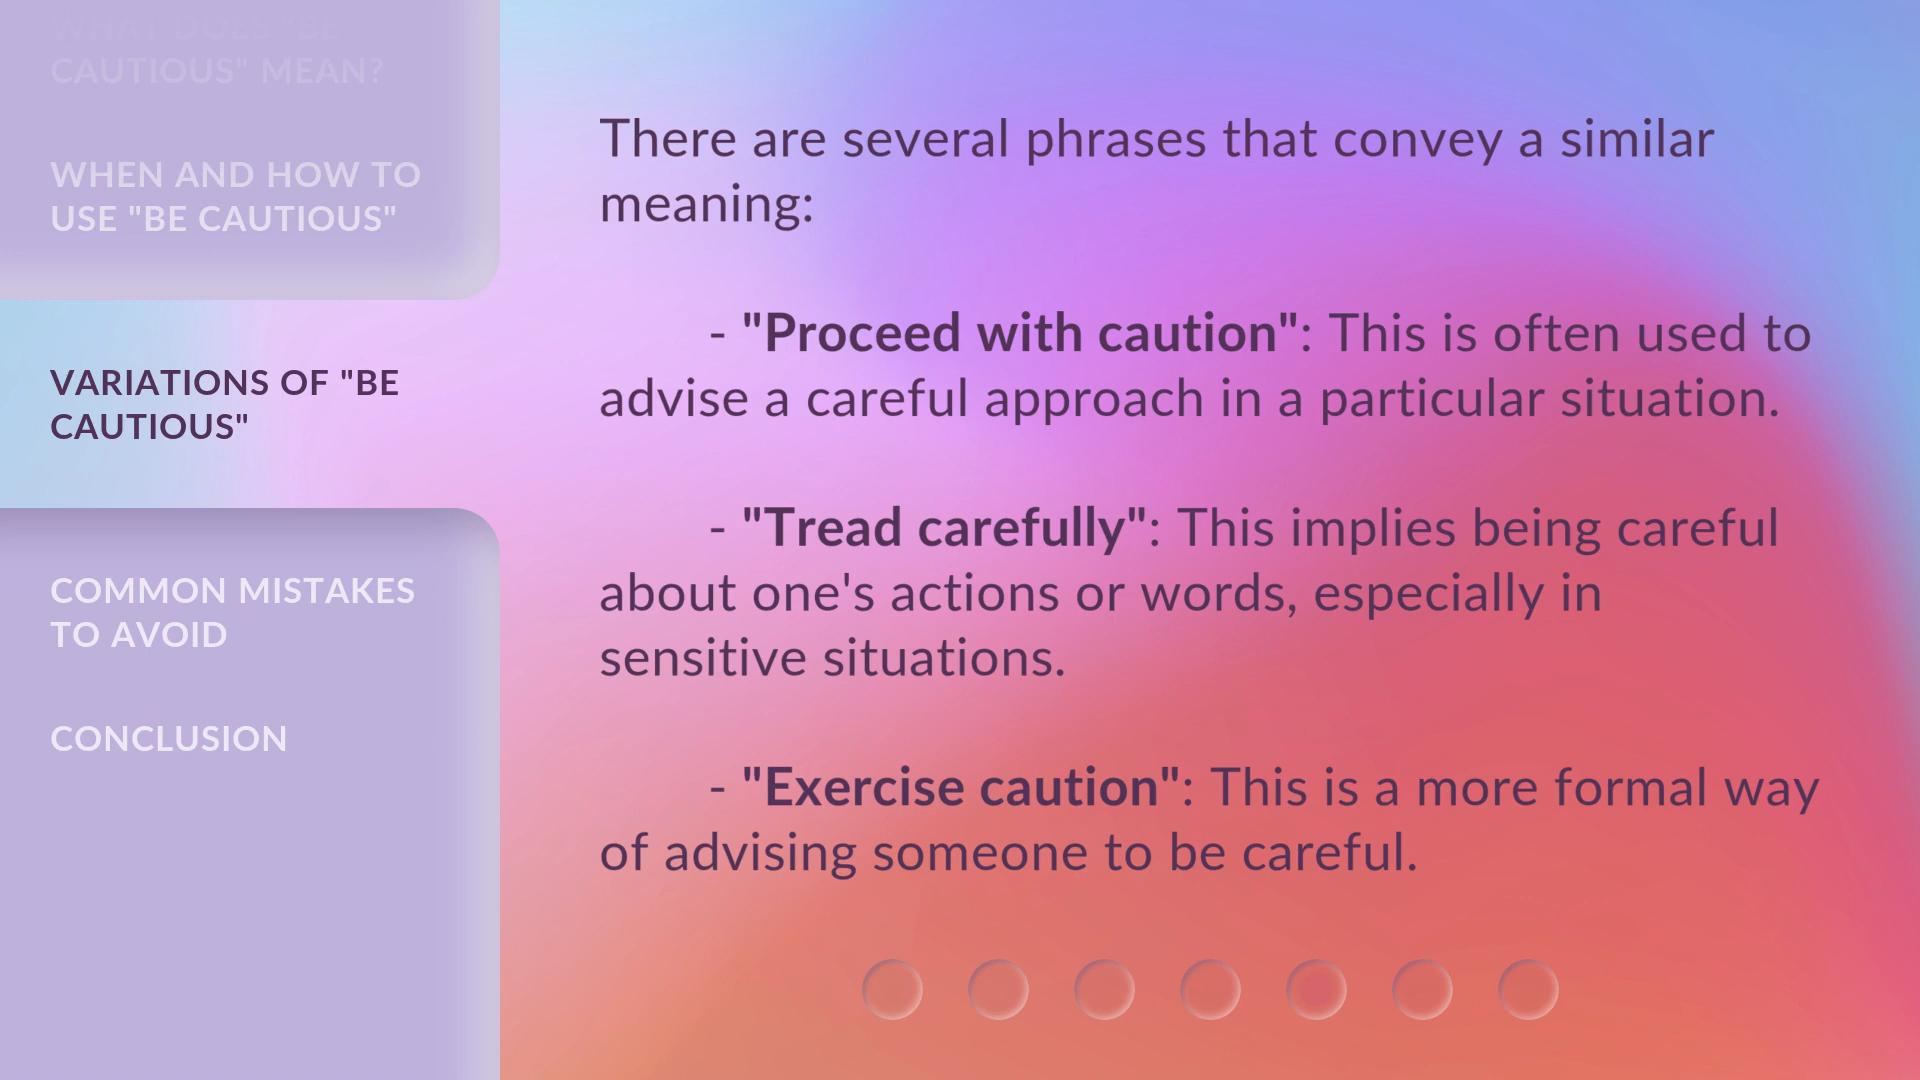 WHAT DOES "BE
CAUTIOUS" MEAN?
WHEN AND HOW TO
USE "BE CAUTIOUS"
VARIATIONS OF "BE
CAUTIOUS"
COMMON MISTAKES
TO AVOID
CONCLUSION
There are several phrases that convey a similar
meaning:
- "Proceed with caution": This is often used to
advise a careful approach in a particular situation.
- "Tread carefully": This implies being careful
about one's actions or words, especially in
sensitive situations.
- "Exercise caution": This is a more formal way
of advising someone to be careful.